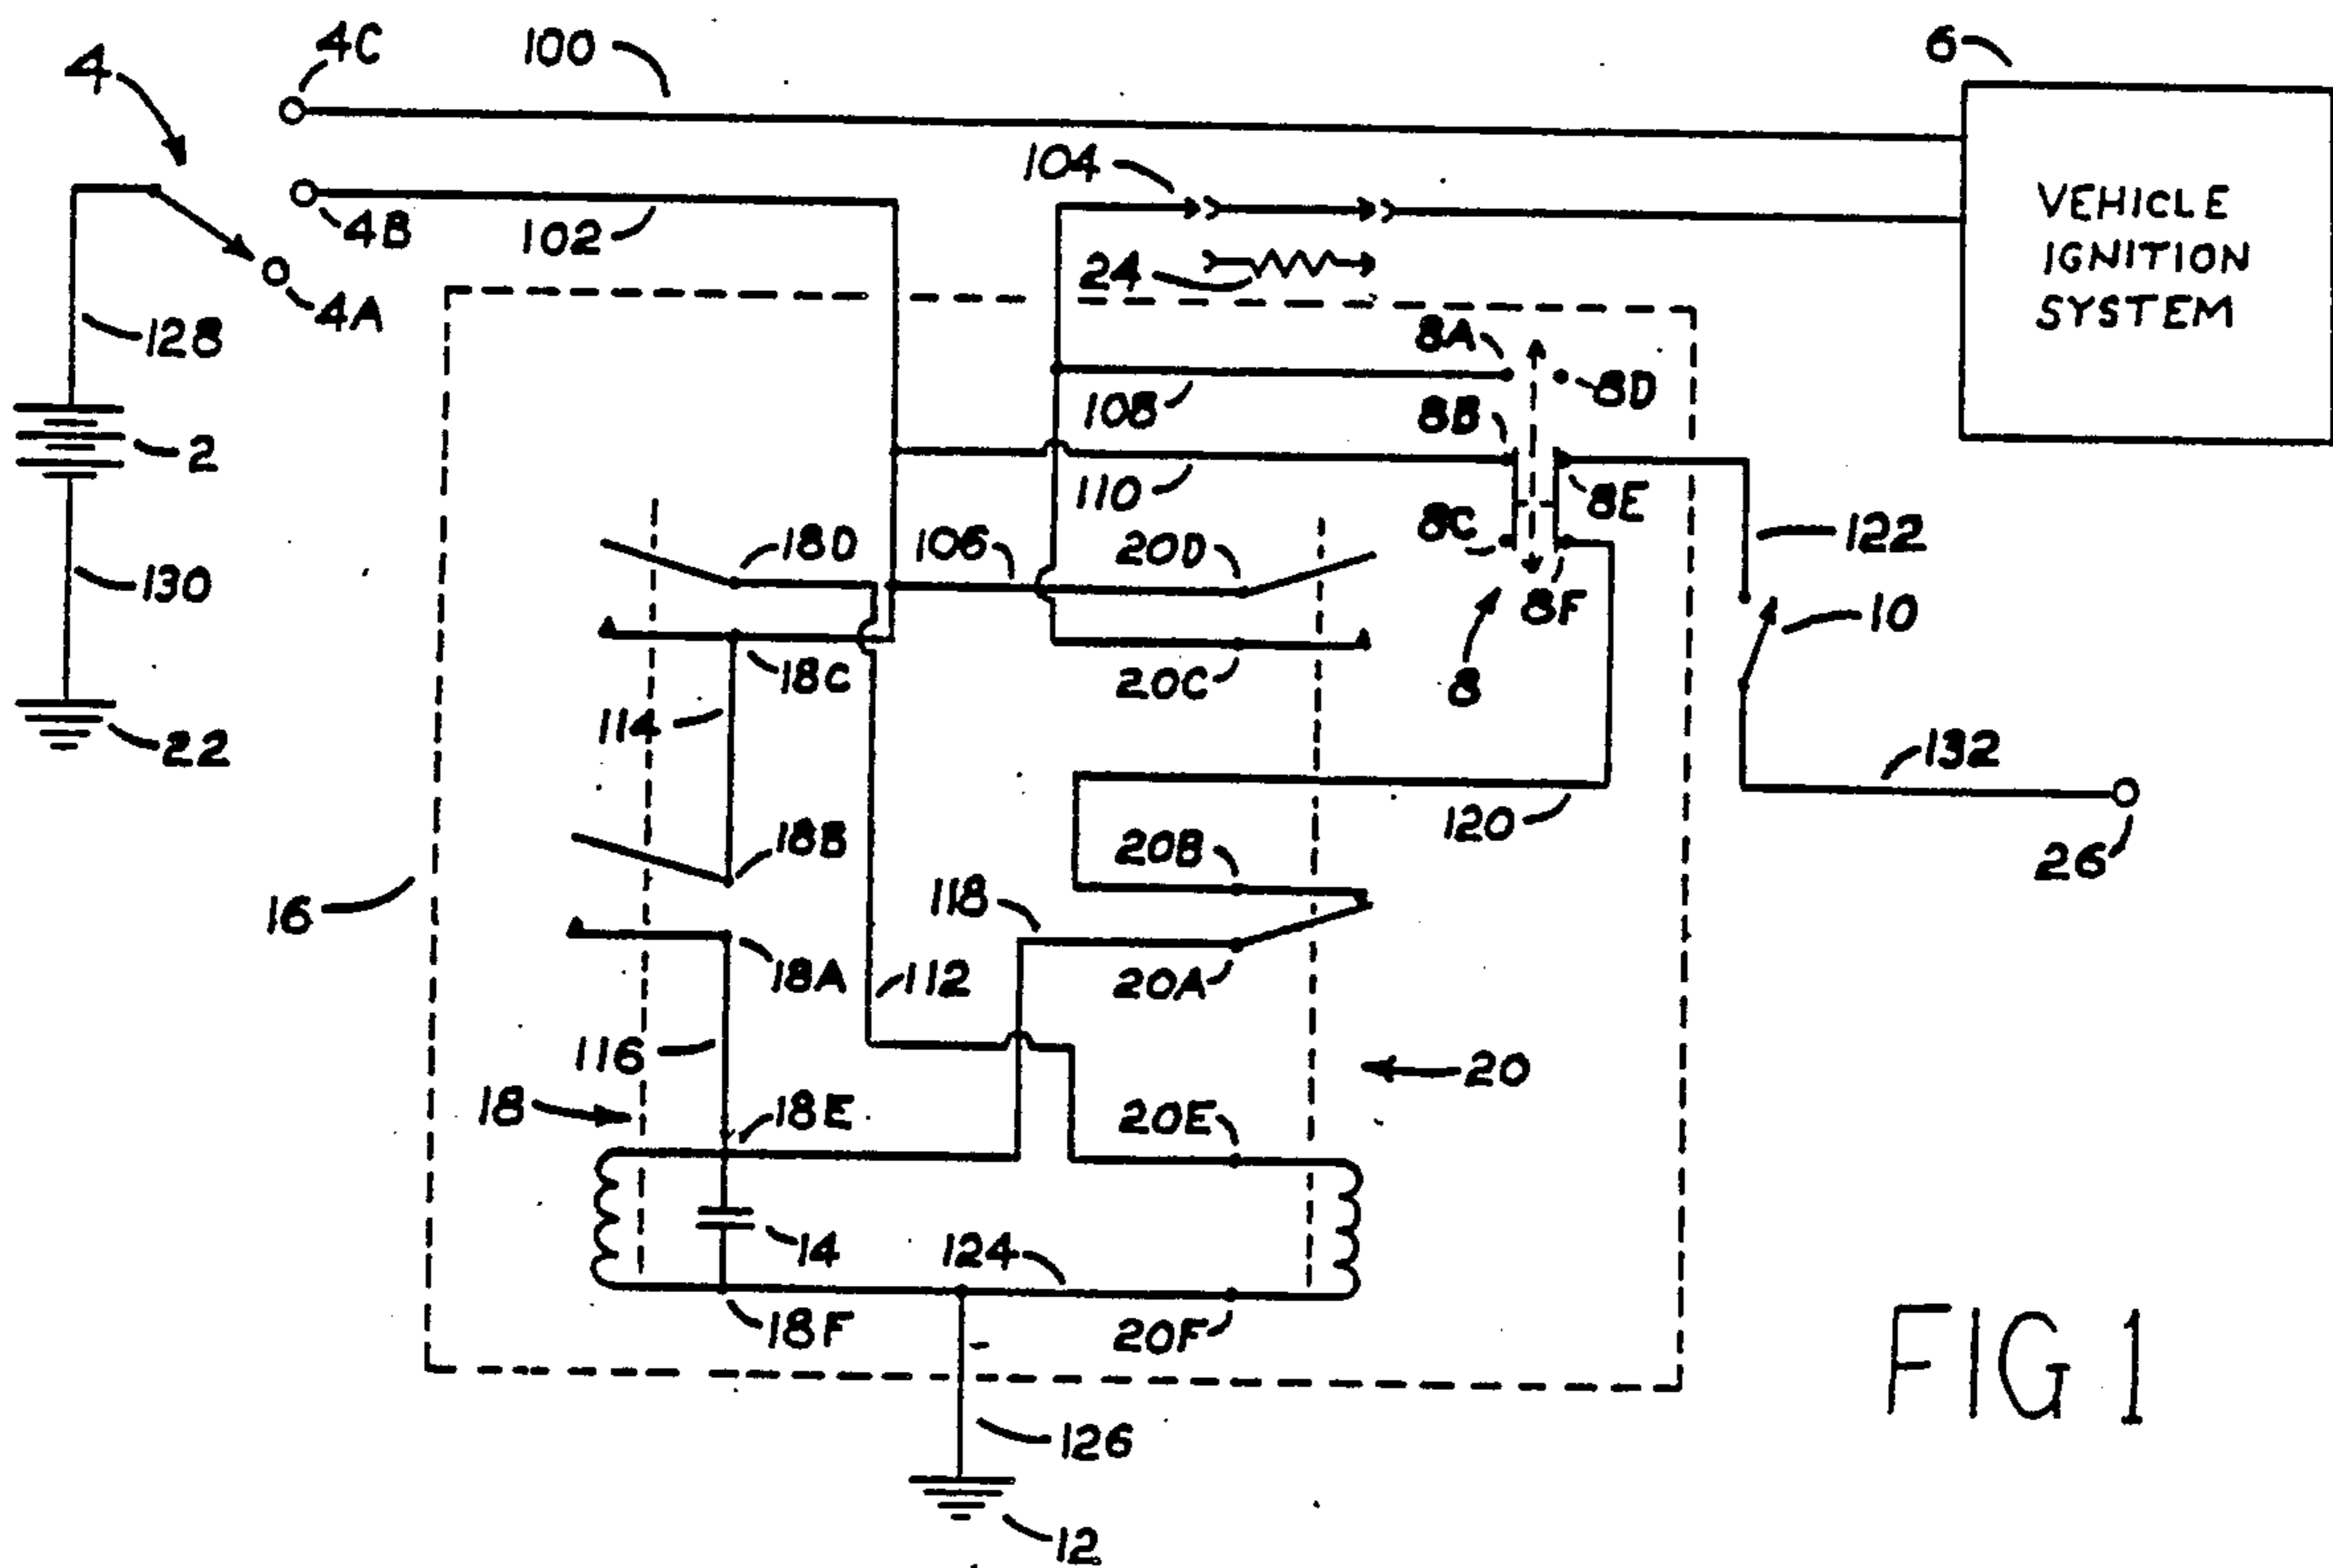 4C
100
6
4
104
4B
102
VEHICLE
IGNITION
SYSTEM
24
4A
128
8A
8D
108
8B
2
110
8E
8C
122
18D
106
20D
130
8F
10
18C
20C
8
114
22
132
18B
20B
120
26
16
118
18A
112
20A
116
20
18
18E
20E
14
124
18F
20F
FIG 1
126
12